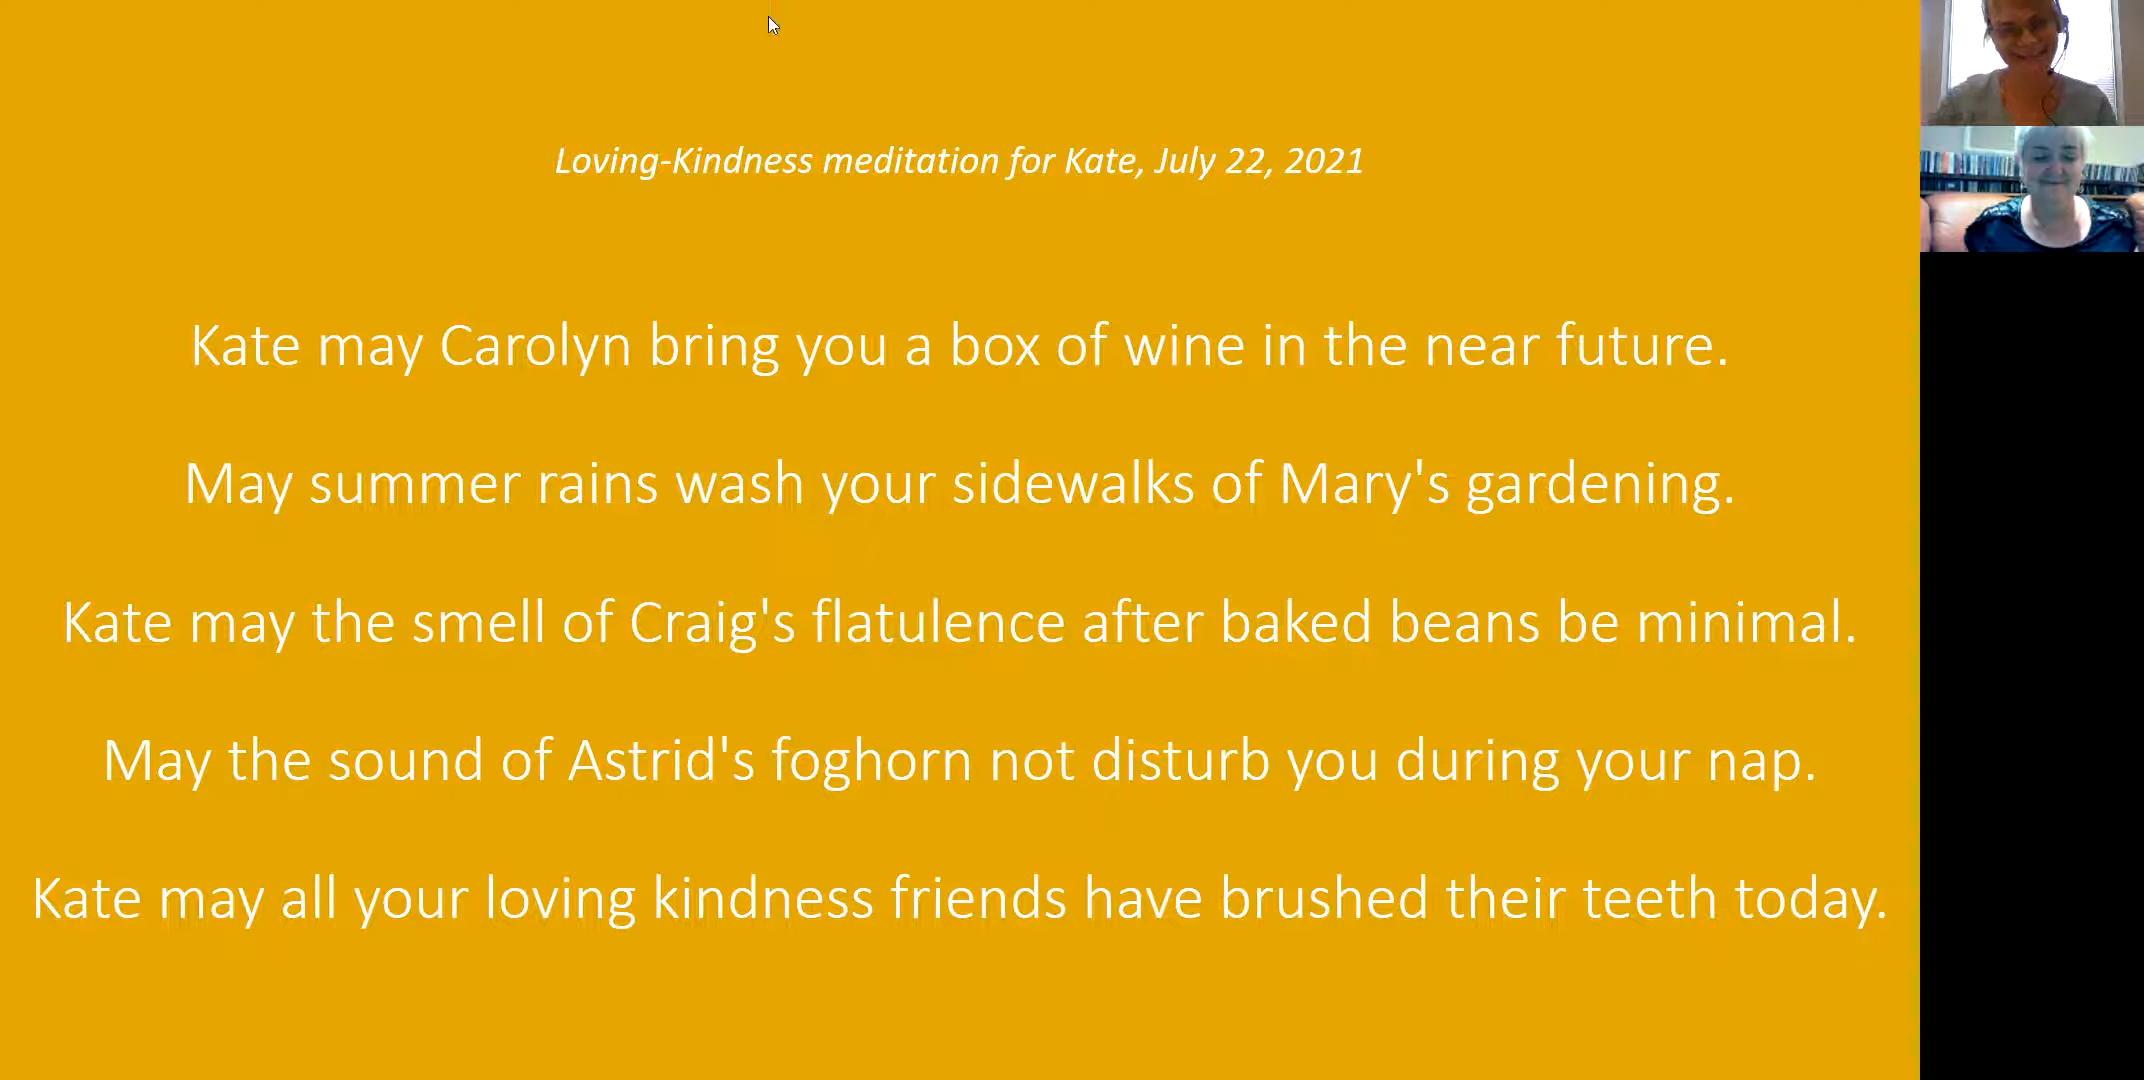 Loving-Kindness meditation for Kate, July 22, 2021
Kate may Carolyn bring you a box of wine in the near future.
May summer rains wash your sidewalks of Mary's gardening.
Kate may the smell of Craig's flatulence after baked beans be minimal.
May the sound of Astrid's foghorn not disturb you during your nap.
Kate may all your loving kindness friends have brushed their teeth today.